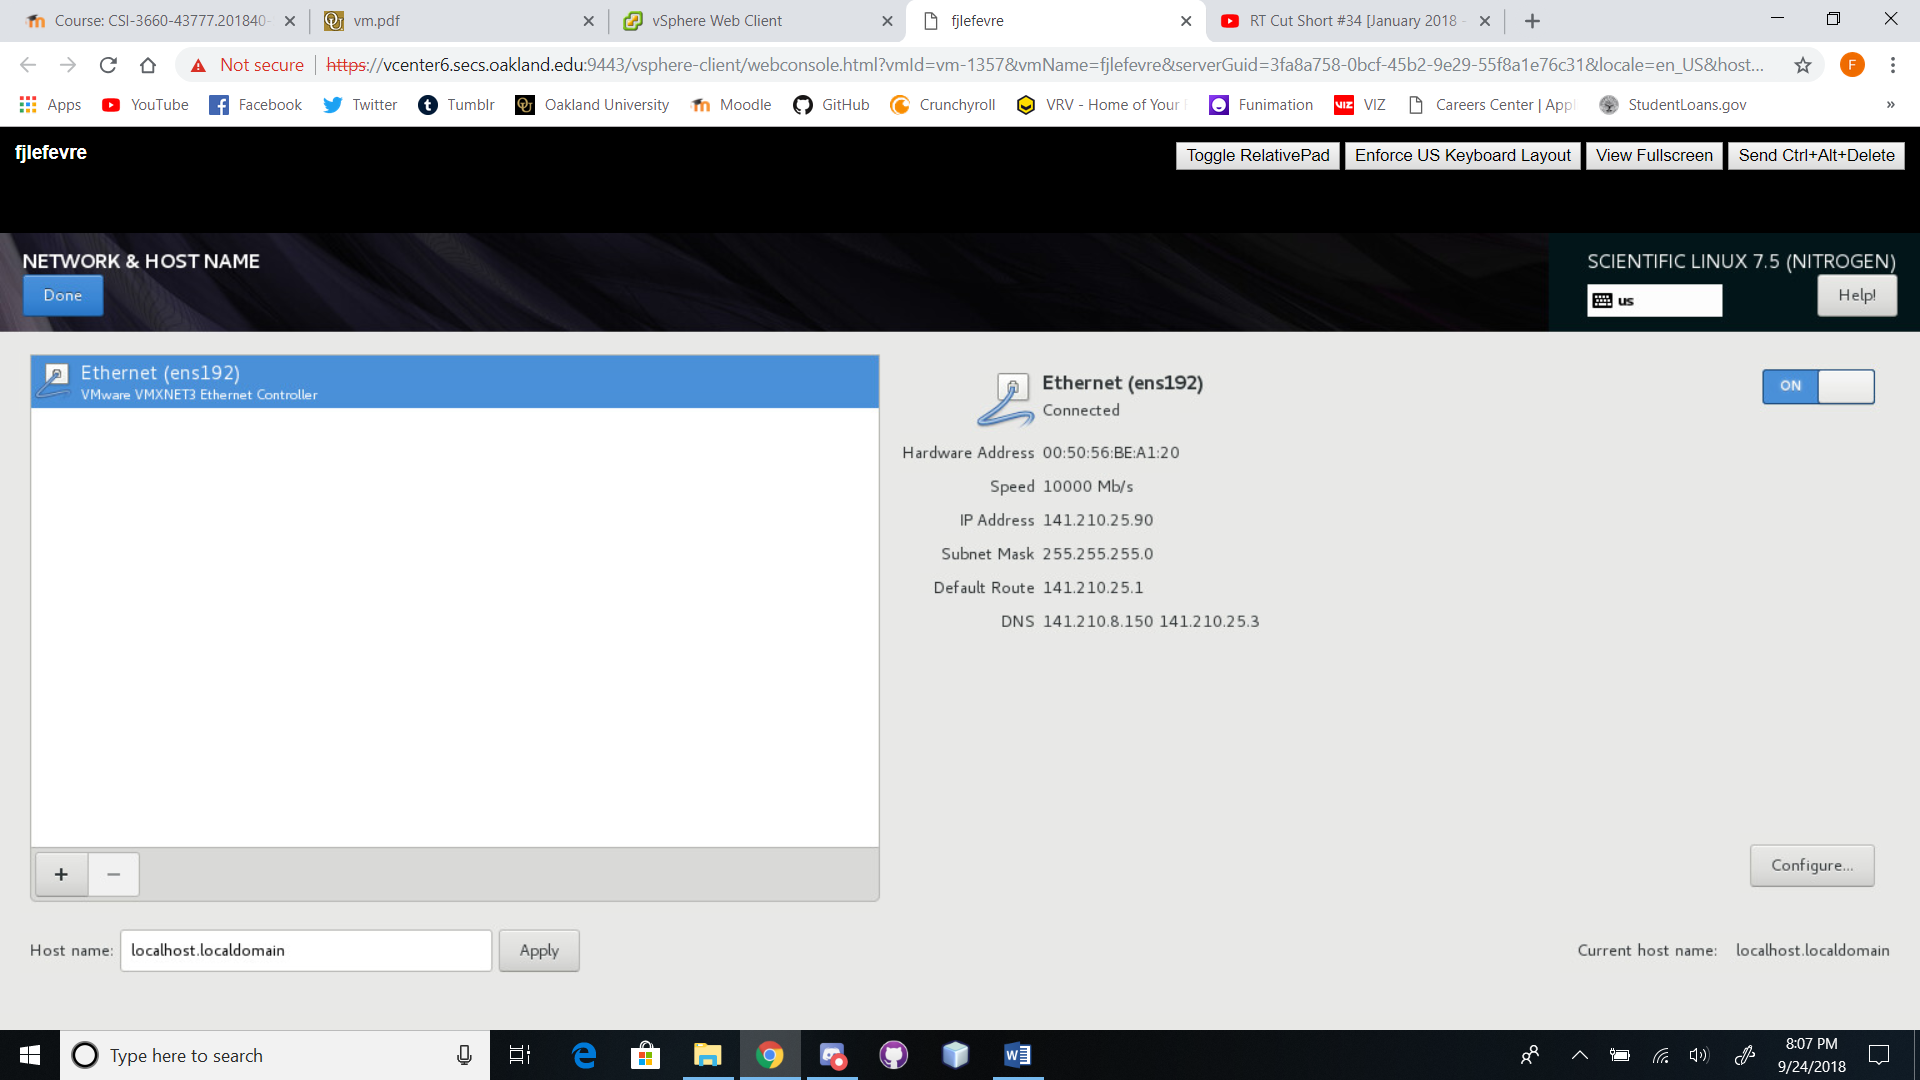 Course: CSI-3660-43777.201840-
vm.pdf
vSphere Web Client
fjlefevre
RT Cut Short #34 [January 2018 -
Not secure
https://vcenter6.secs.oakland.edu:9443/vsphere-client/webconsole.html?vmId=vm-1357&vmName=fjlefevre&serverGuid=3fa8a758-0bcf-45b2-9e29-55f8a1e76c31&locale=en_US&host...
F
Apps
YouTube
Facebook
Twitter
Tumblr
Oakland University
Moodle
GitHub
Crunchyroll
VRV - Home of Your
Funimation
VIZ
VIZ
Careers Center | Appl
StudentLoans.gov
»
fjlefevre
Toggle RelativePad
Enforce US Keyboard Layout
View Fullscreen
Send Ctrl+Alt+Delete
NETWORK & HOST NAME
SCIENTIFIC LINUX 7.5 (NITROGEN)
Done
us
Help!
Ethernet (ens192)
VMware VMXNET3 Ethernet Controller
Ethernet (ens192)
Connected
ON
Hardware Address 00:50:56:BE:A1:20
Speed 10000 Mb/s
IP Address 141.210.25.90
Subnet Mask 255.255.255.0
Default Route 141.210.25.1
DNS 141.210.8.150 141.210.25.3
+
−
Configure...
Host name: localhost.localdomain
Apply
Current host name: localhost.localdomain
Type here to search
8:07 PM
9/24/2018